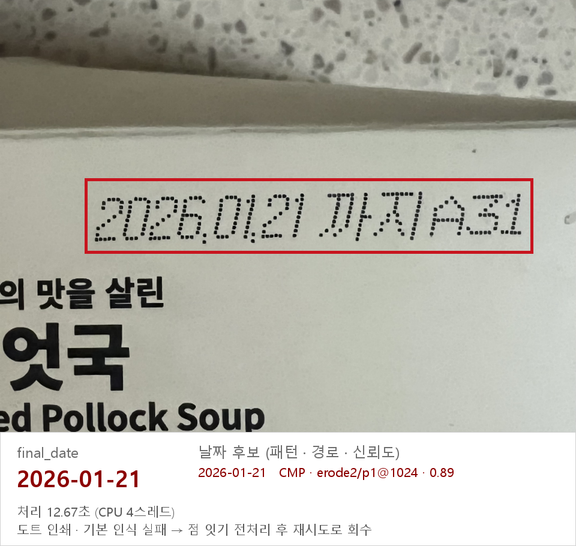 2026.01.21 까지 A31
의 맛을 살린
엇국
ed Pollock Soup
final_date
2026-01-21
날짜 후보 (패턴 · 경로 · 신뢰도)
2026-01-21 CMP · erode2/p1@1024 · 0.89
처리 12.67초 (CPU 4스레드)
도트 인쇄 · 기본 인식 실패 → 점 잇기 전처리 후 재시도로 회수